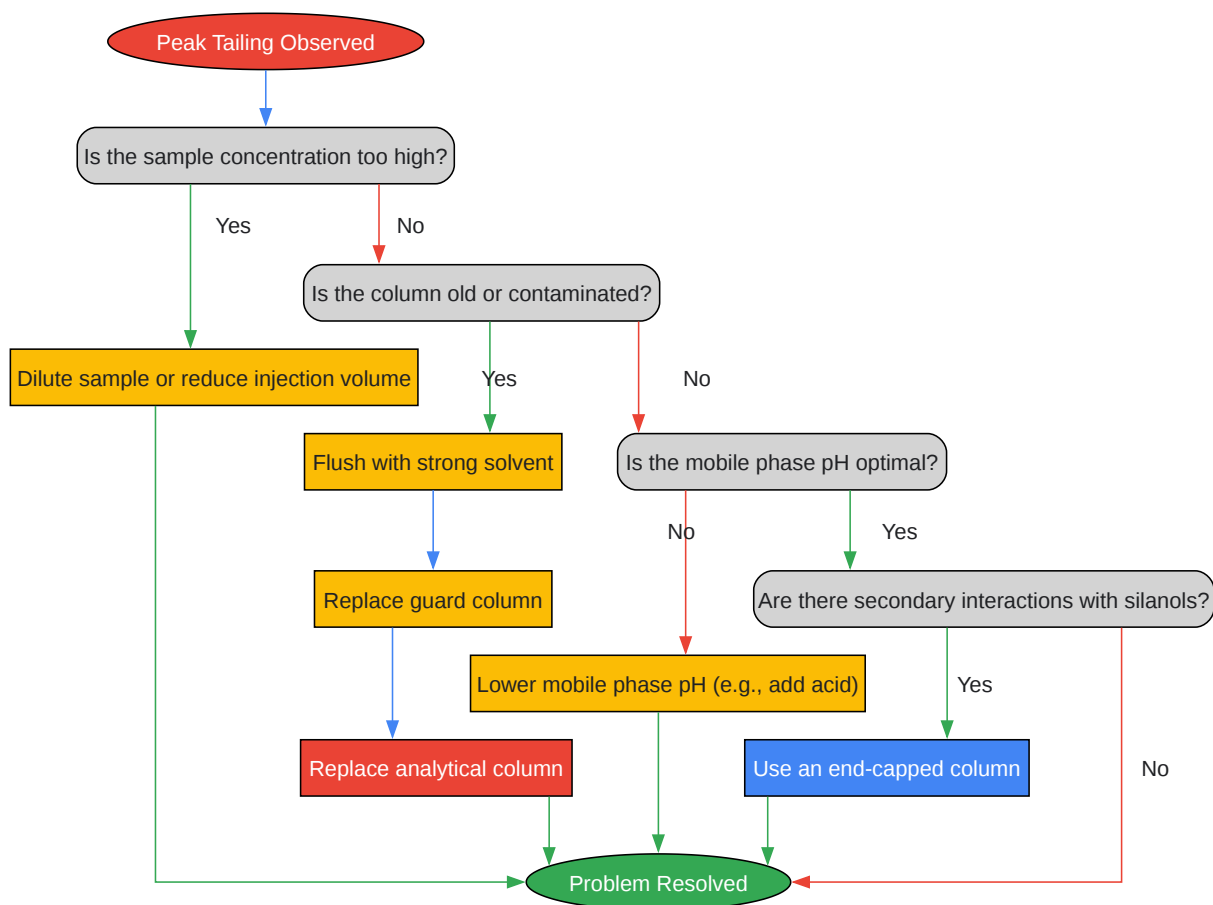 Peak Tailing Observed
Is the sample concentration too high?
Yes
No
Is the column old or contaminated?
Dilute sample or reduce injection volume
Yes
No
Flush with strong solvent
Is the mobile phase pH optimal?
No
Yes
Replace guard column
Are there secondary interactions with silanols?
Lower mobile phase pH (e.g., add acid)
Yes
Replace analytical column
Use an end-capped column
No
Problem Resolved